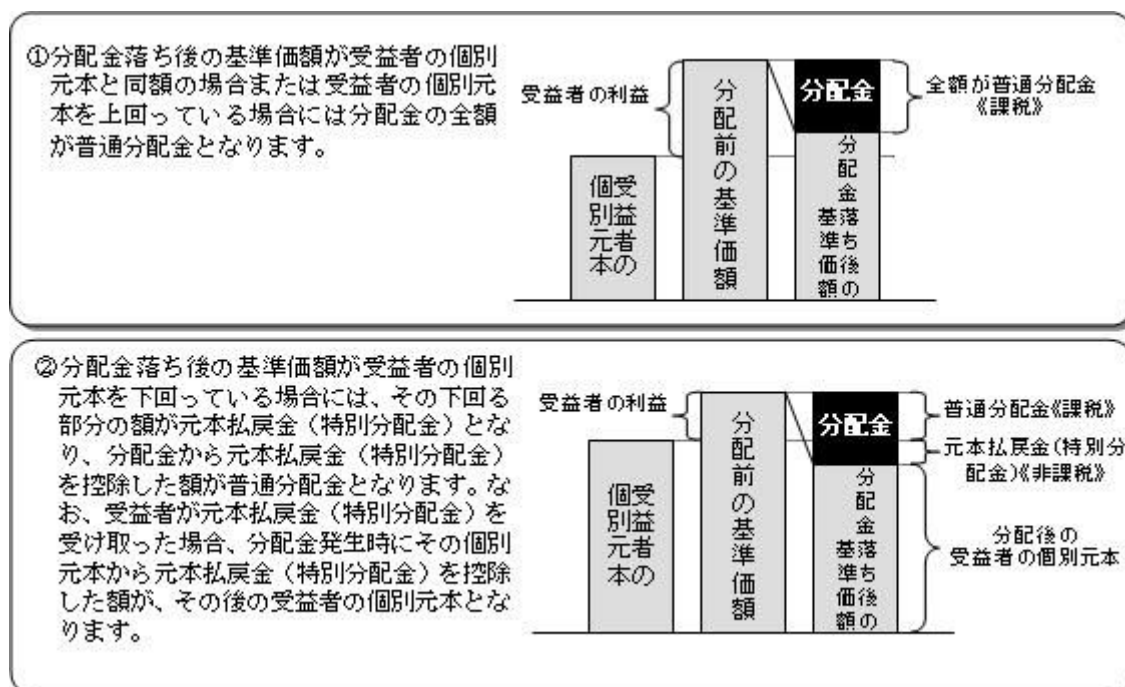 ①分配金落ち後の基準価額が受益者の個別
元本と同額の場合または受益者の個別元
本を上回っている場合には分配金の全額
が普通分配金となります。
受益者の利益
受益者の
個別元本
分配前の基準価額
分配金
分配金落ち後の
基準価額
全額が普通分配金
《課税》
②分配金落ち後の基準価額が受益者の個別
元本を下回っている場合には、その下回る
部分の額が元本払戻金（特別分配金）とな
り、分配金から元本払戻金（特別分配金）
を控除した額が普通分配金となります。な
お、受益者が元本払戻金（特別分配金）を
受け取った場合、分配金発生時にその個別
元本から元本払戻金（特別分配金）を控除
した額が、その後の受益者の個別元本とな
ります。
受益者の利益
受益者の
個別元本
分配前の基準価額
分配金
分配金落ち後の
基準価額
普通分配金《課税》
元本払戻金(特別分
配金)《非課税》
分配後の
受益者の個別元本